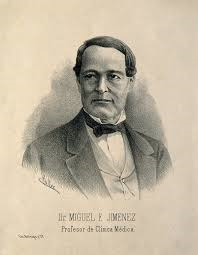 Dr. MIGUEL F. JIMENEZ
Profesor de Clínica Médica.